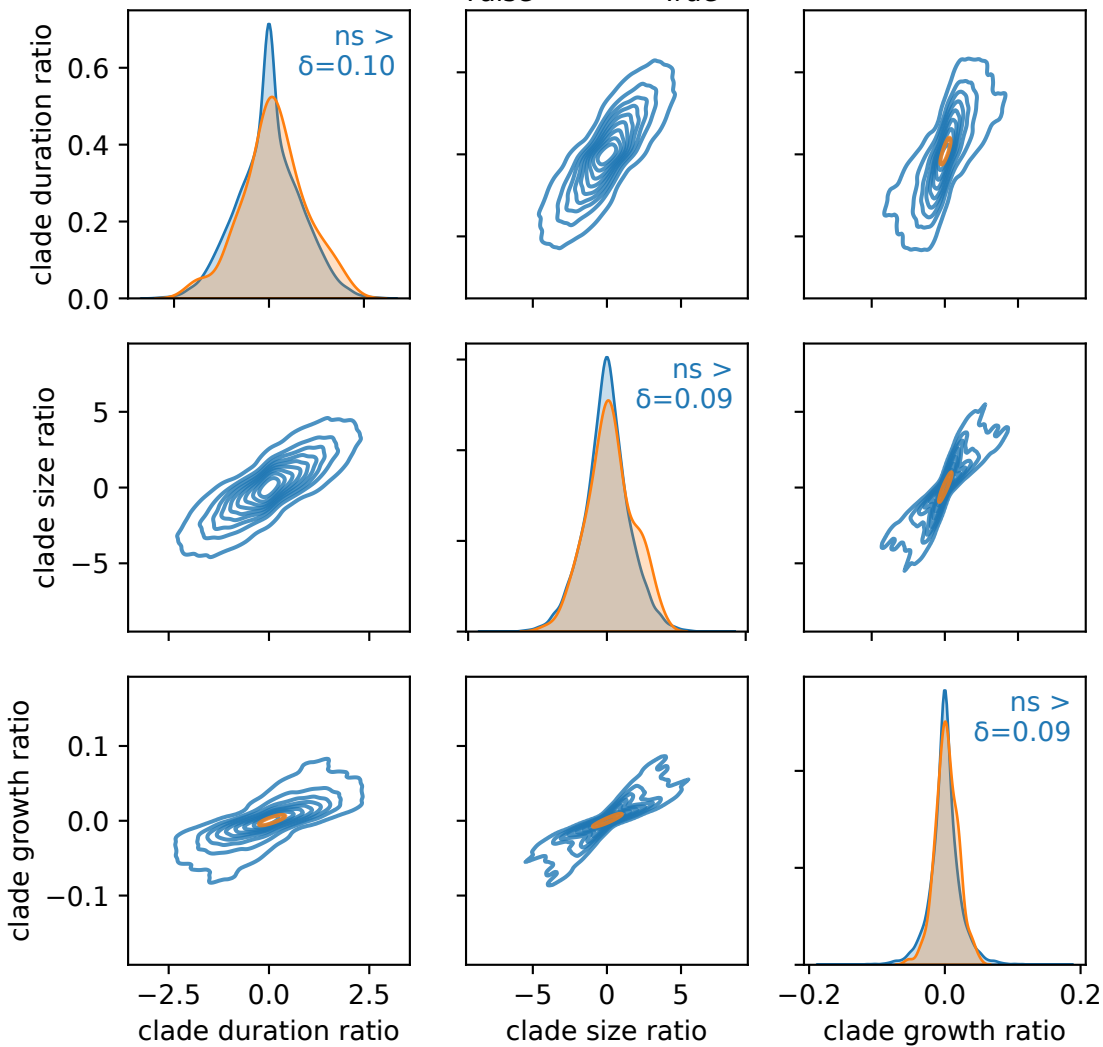 clade duration ratio
0.6
0.4
0.2
0.0
ns >
δ=0.10
clade size ratio
5
0
−5
ns >
δ=0.09
clade growth ratio
0.1
0.0
−0.1
ns >
δ=0.09
−2.5 0.0 2.5
−5 0 5
−0.2 0.0 0.2
clade duration ratio
clade size ratio
clade growth ratio